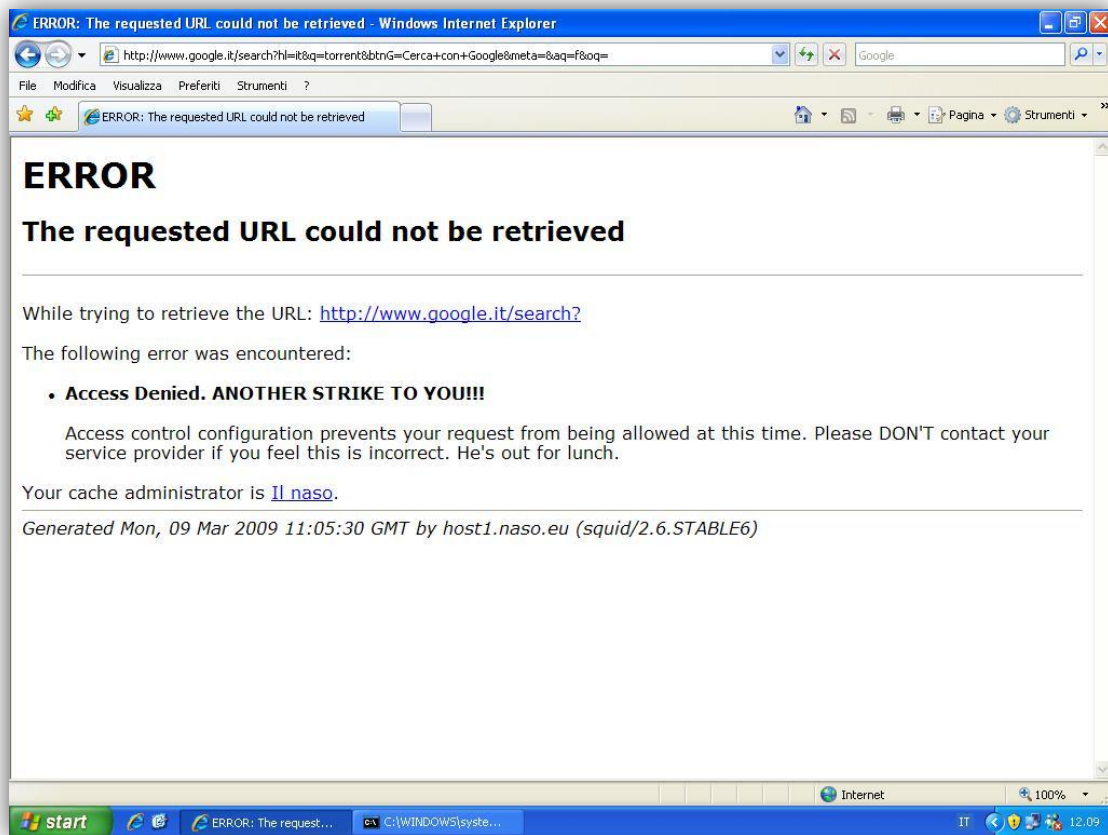 ERROR: The requested URL could not be retrieved - Windows Internet Explorer
http://www.google.it/search?hl=it&q=torrent&btnG=Cerca+con+Google&meta=&aq=f&oq=
Google
File Modifica Visualizza Preferiti Strumenti ?
ERROR: The requested URL could not be retrieved
Pagina Strumenti »
ERROR
The requested URL could not be retrieved
While trying to retrieve the URL: http://www.google.it/search?
The following error was encountered:
• Access Denied. ANOTHER STRIKE TO YOU!!!
Access control configuration prevents your request from being allowed at this time. Please DON'T contact your
service provider if you feel this is incorrect. He's out for lunch.
Your cache administrator is Il naso.
Generated Mon, 09 Mar 2009 11:05:30 GMT by host1.naso.eu (squid/2.6.STABLE6)
Internet 100%
start ERROR: The request... C:\WINDOWS\syste... IT 12.09